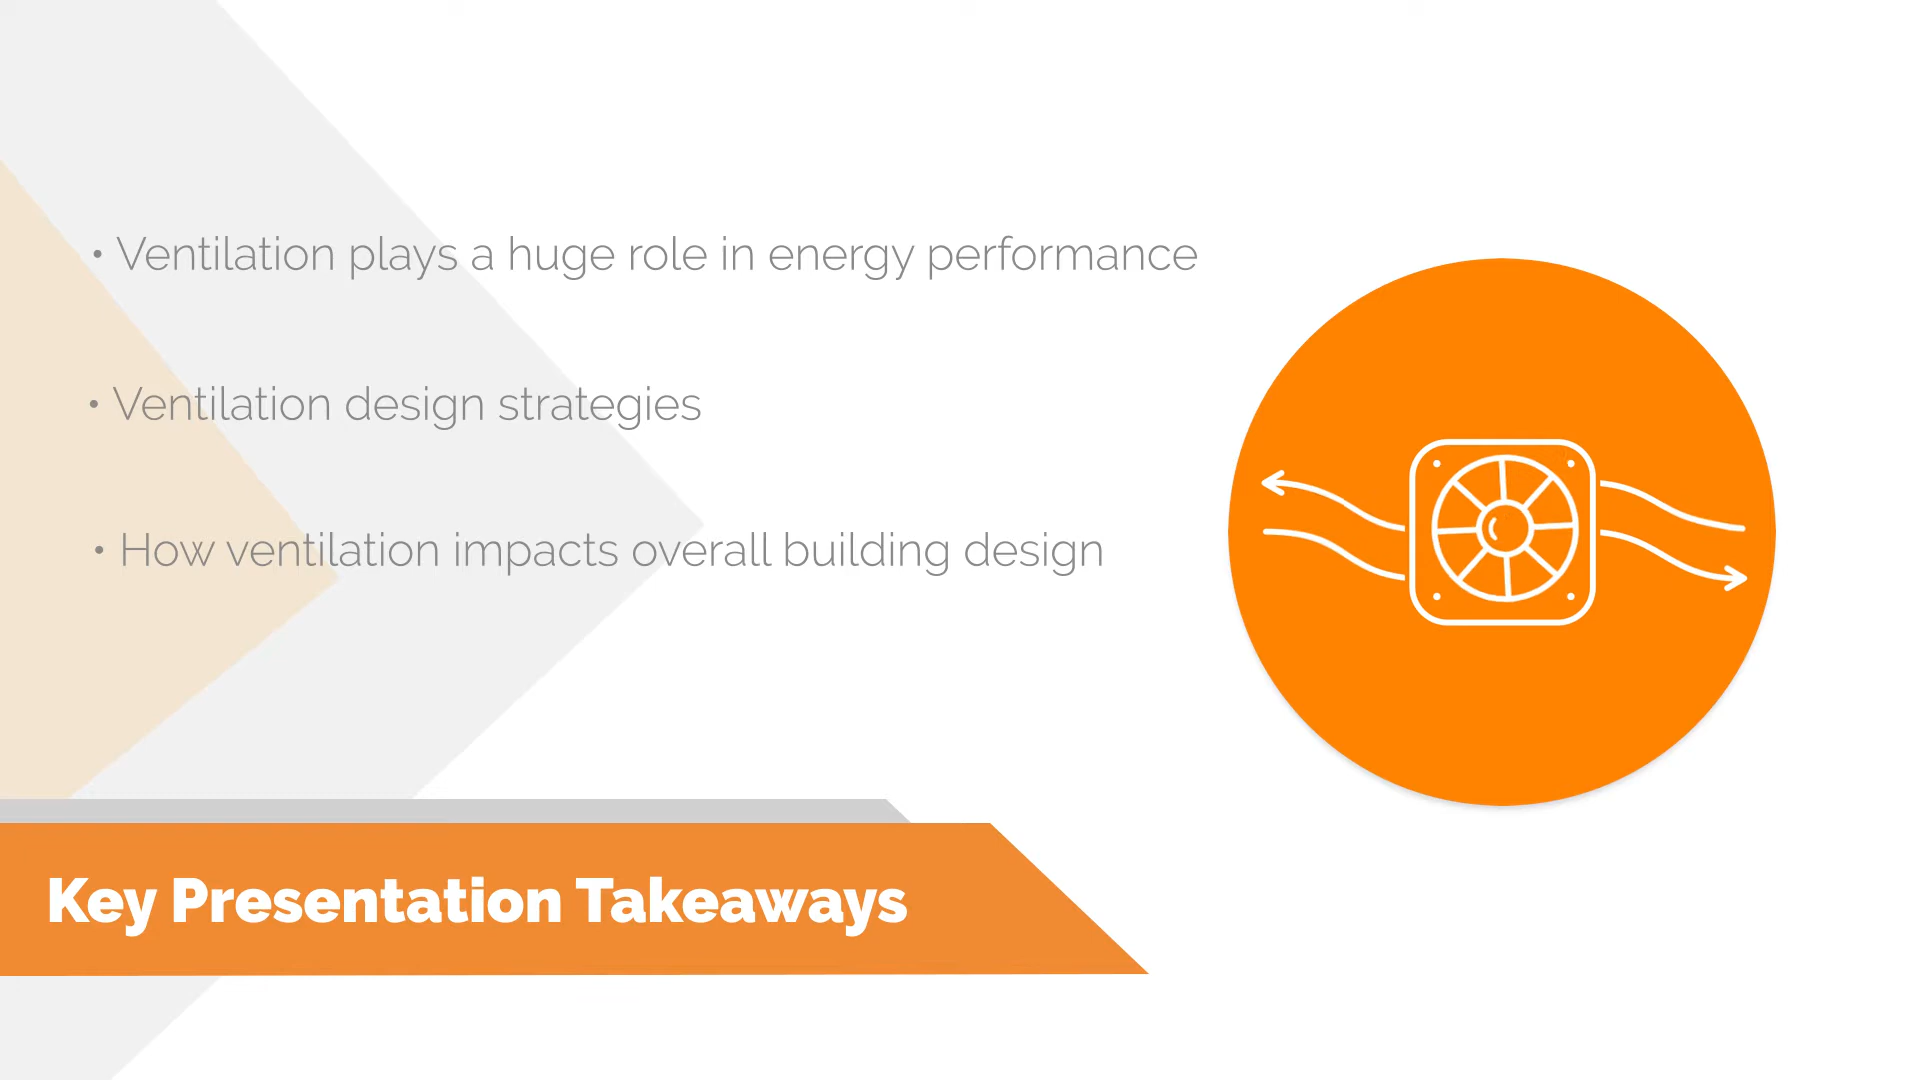 • Ventilation plays a huge role in energy performance
• Ventilation design strategies
• How ventilation impacts overall building design
Key Presentation Takeaways